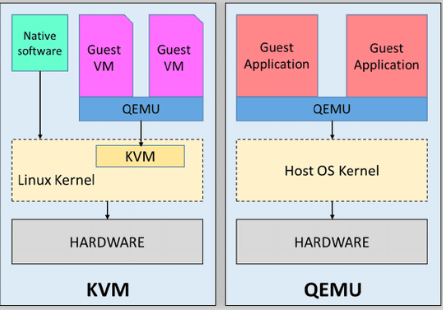 Native
software
Guest
VM
Guest
VM
QEMU
KVM
Linux Kernel
HARDWARE
KVM
Guest
Application
Guest
Application
QEMU
Host OS Kernel
HARDWARE
QEMU